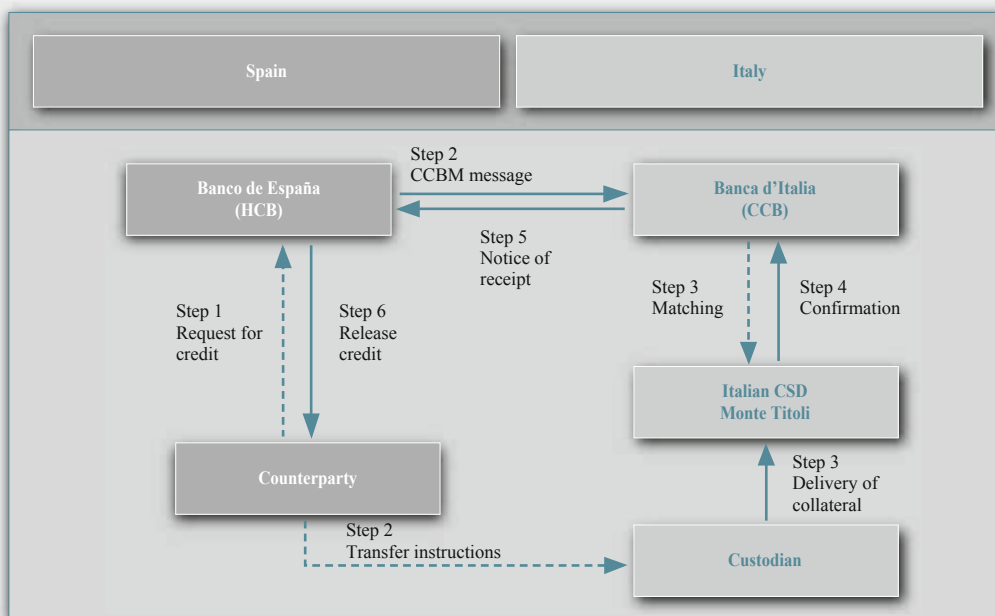 Spain
Italy
Banco de España
(HCB)
Step 2
CCBM message
Banca d’Italia
(CCB)
Step 5
Notice of
receipt
Step 1
Request for
credit
Step 6
Release
credit
Step 3
Matching
Step 4
Confirmation
Italian CSD
Monte Titoli
Counterparty
Step 3
Delivery of
collateral
Step 2
Transfer instructions
Custodian